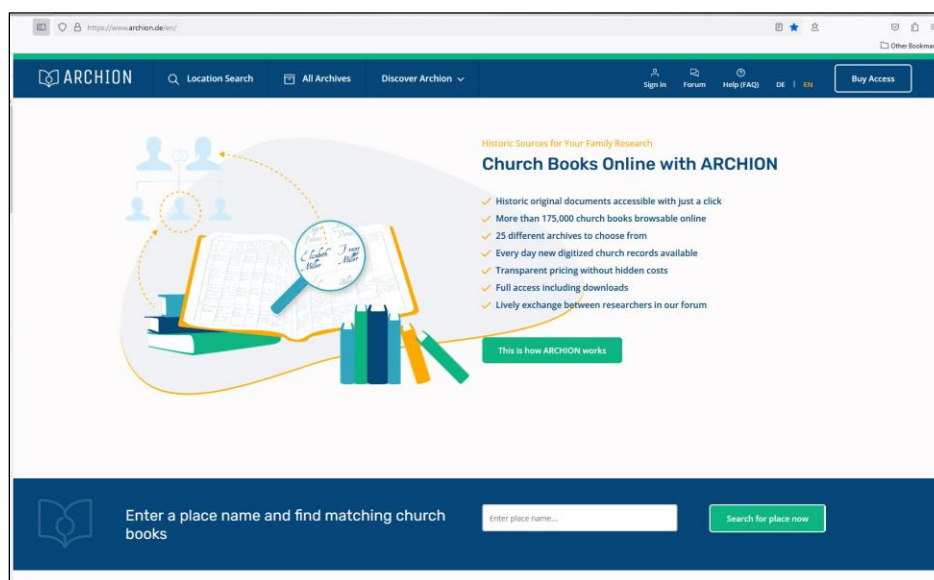 https://www.archion.de/en/
Other Bookmar
ARCHION
Location Search
All Archives
Discover Archion
Sign in
Forum
Help (FAQ)
DE | EN
Buy Access
Historic Sources for Your Family Research
Church Books Online with ARCHION
Historic original documents accessible with just a click
More than 175,000 church books browsable online
25 different archives to choose from
Every day new digitized church records available
Transparent pricing without hidden costs
Full access including downloads
Lively exchange between researchers in our forum
This is how ARCHION works
Elisabeth
Miller
Miller
Enter a place name and find matching church
books
Enter place name...
Search for place now